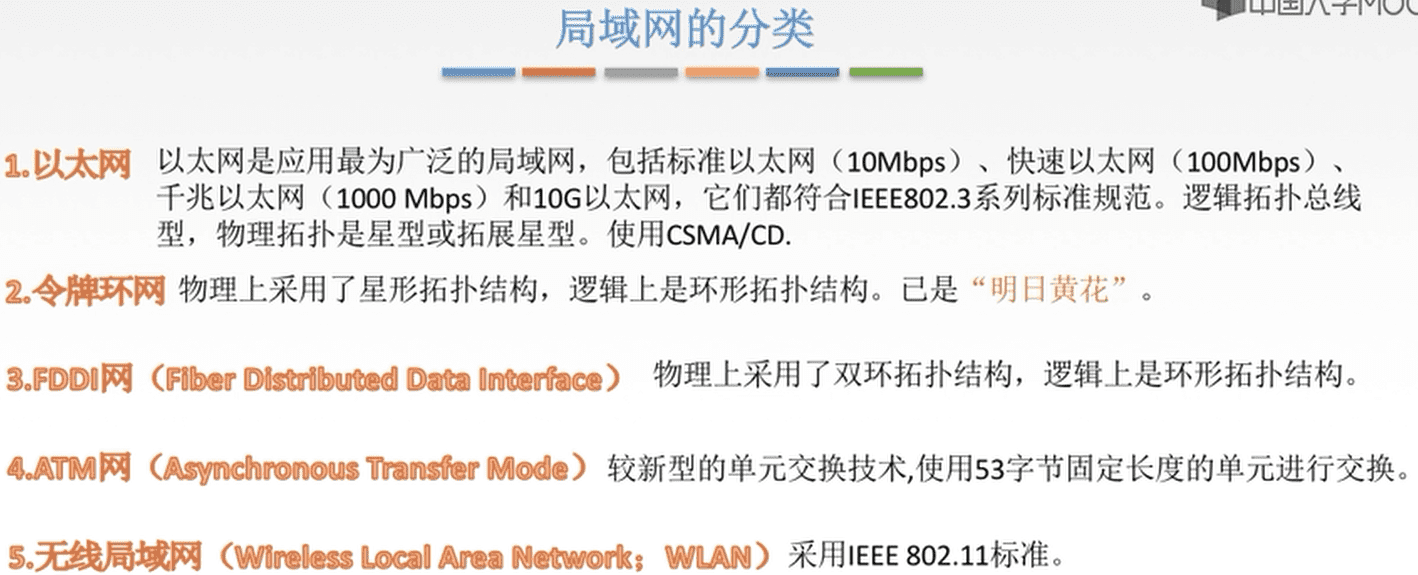 中国大学MOO
局域网的分类
1.以太网 以太网是应用最为广泛的局域网，包括标准以太网（10Mbps）、快速以太网（100Mbps）、
千兆以太网（1000 Mbps）和10G以太网，它们都符合IEEE802.3系列标准规范。逻辑拓扑总线
型，物理拓扑是星型或拓展星型。使用CSMA/CD.
2.令牌环网 物理上采用了星形拓扑结构，逻辑上是环形拓扑结构。已是“明日黄花”。
3.FDDI网（Fiber Distributed Data Interface） 物理上采用了双环拓扑结构，逻辑上是环形拓扑结构。
4.ATM网（Asynchronous Transfer Mode） 较新型的单元交换技术,使用53字节固定长度的单元进行交换。
5.无线局域网（Wireless Local Area Network；WLAN） 采用IEEE 802.11标准。